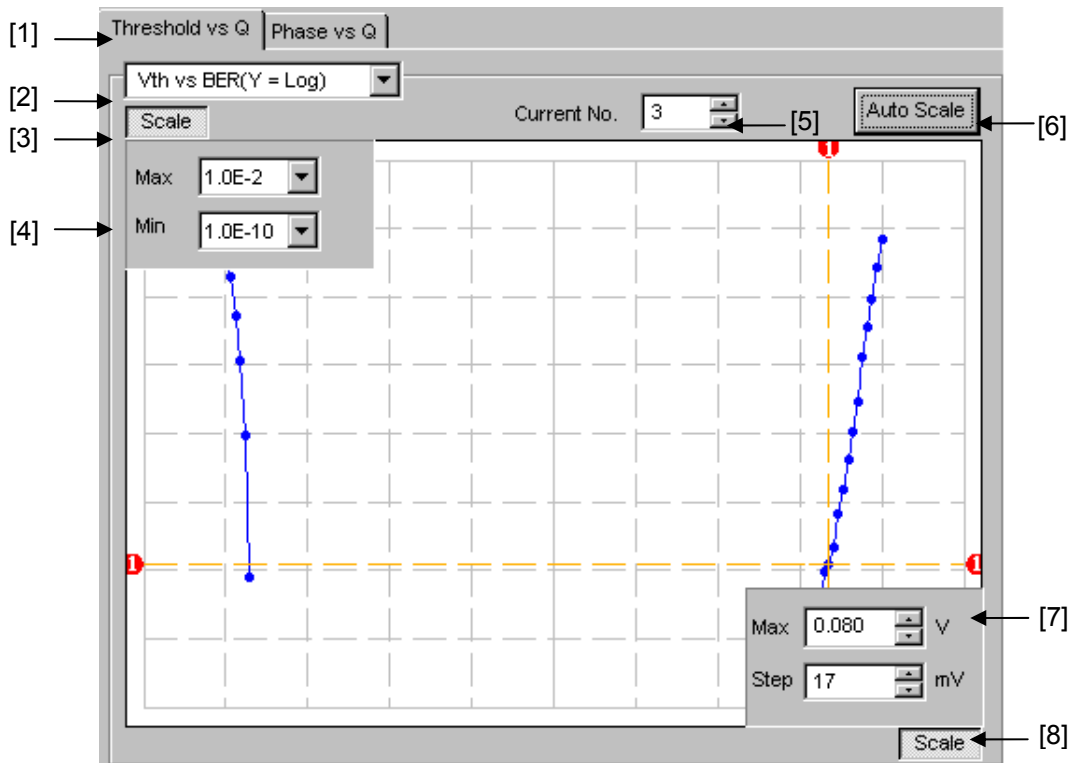 [1]
Threshold vs Q
Phase vs Q
[2]
Vth vs BER(Y = Log)
[3]
Scale
Current No.
3
[5]
Auto Scale
[6]
1
Max
1.0E-2
[4]
Min
1.0E-10
1
1
Max
0.080
V
[7]
Step
17
mV
Scale
[8]